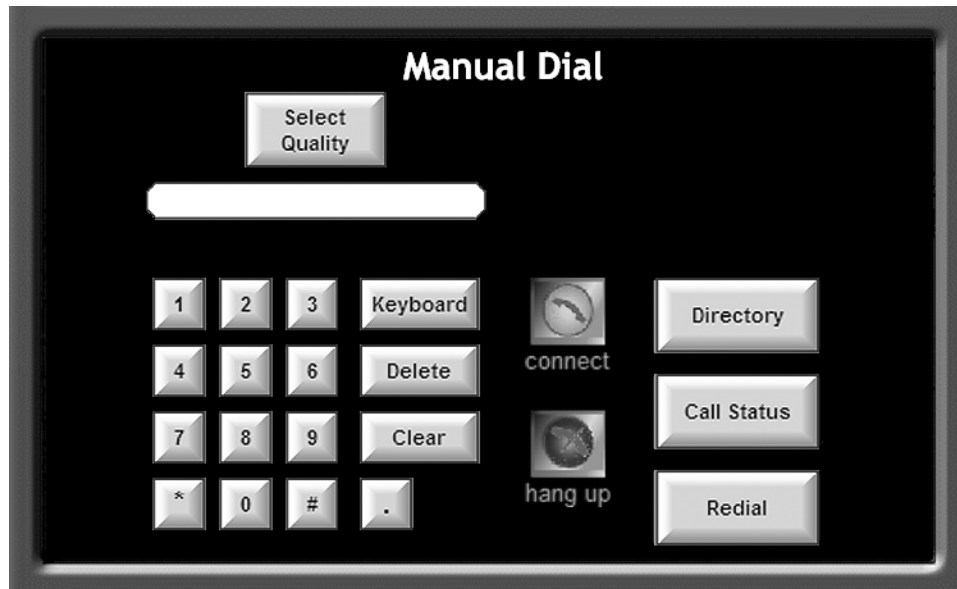 Manual Dial
Select
Quality
1 2 3 Keyboard
connect
Directory
4 5 6 Delete
Call Status
7 8 9 Clear
hang up
* 0 # .
Redial